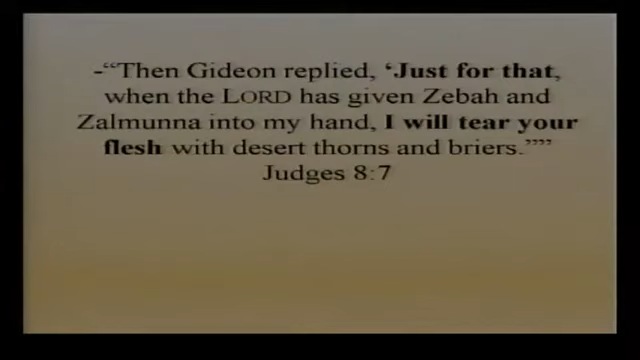 -“Then Gideon replied, ‘Just for that,
when the LORD has given Zebah and
Zalmunna into my hand, I will tear your
flesh with desert thorns and briers.’””
Judges 8:7